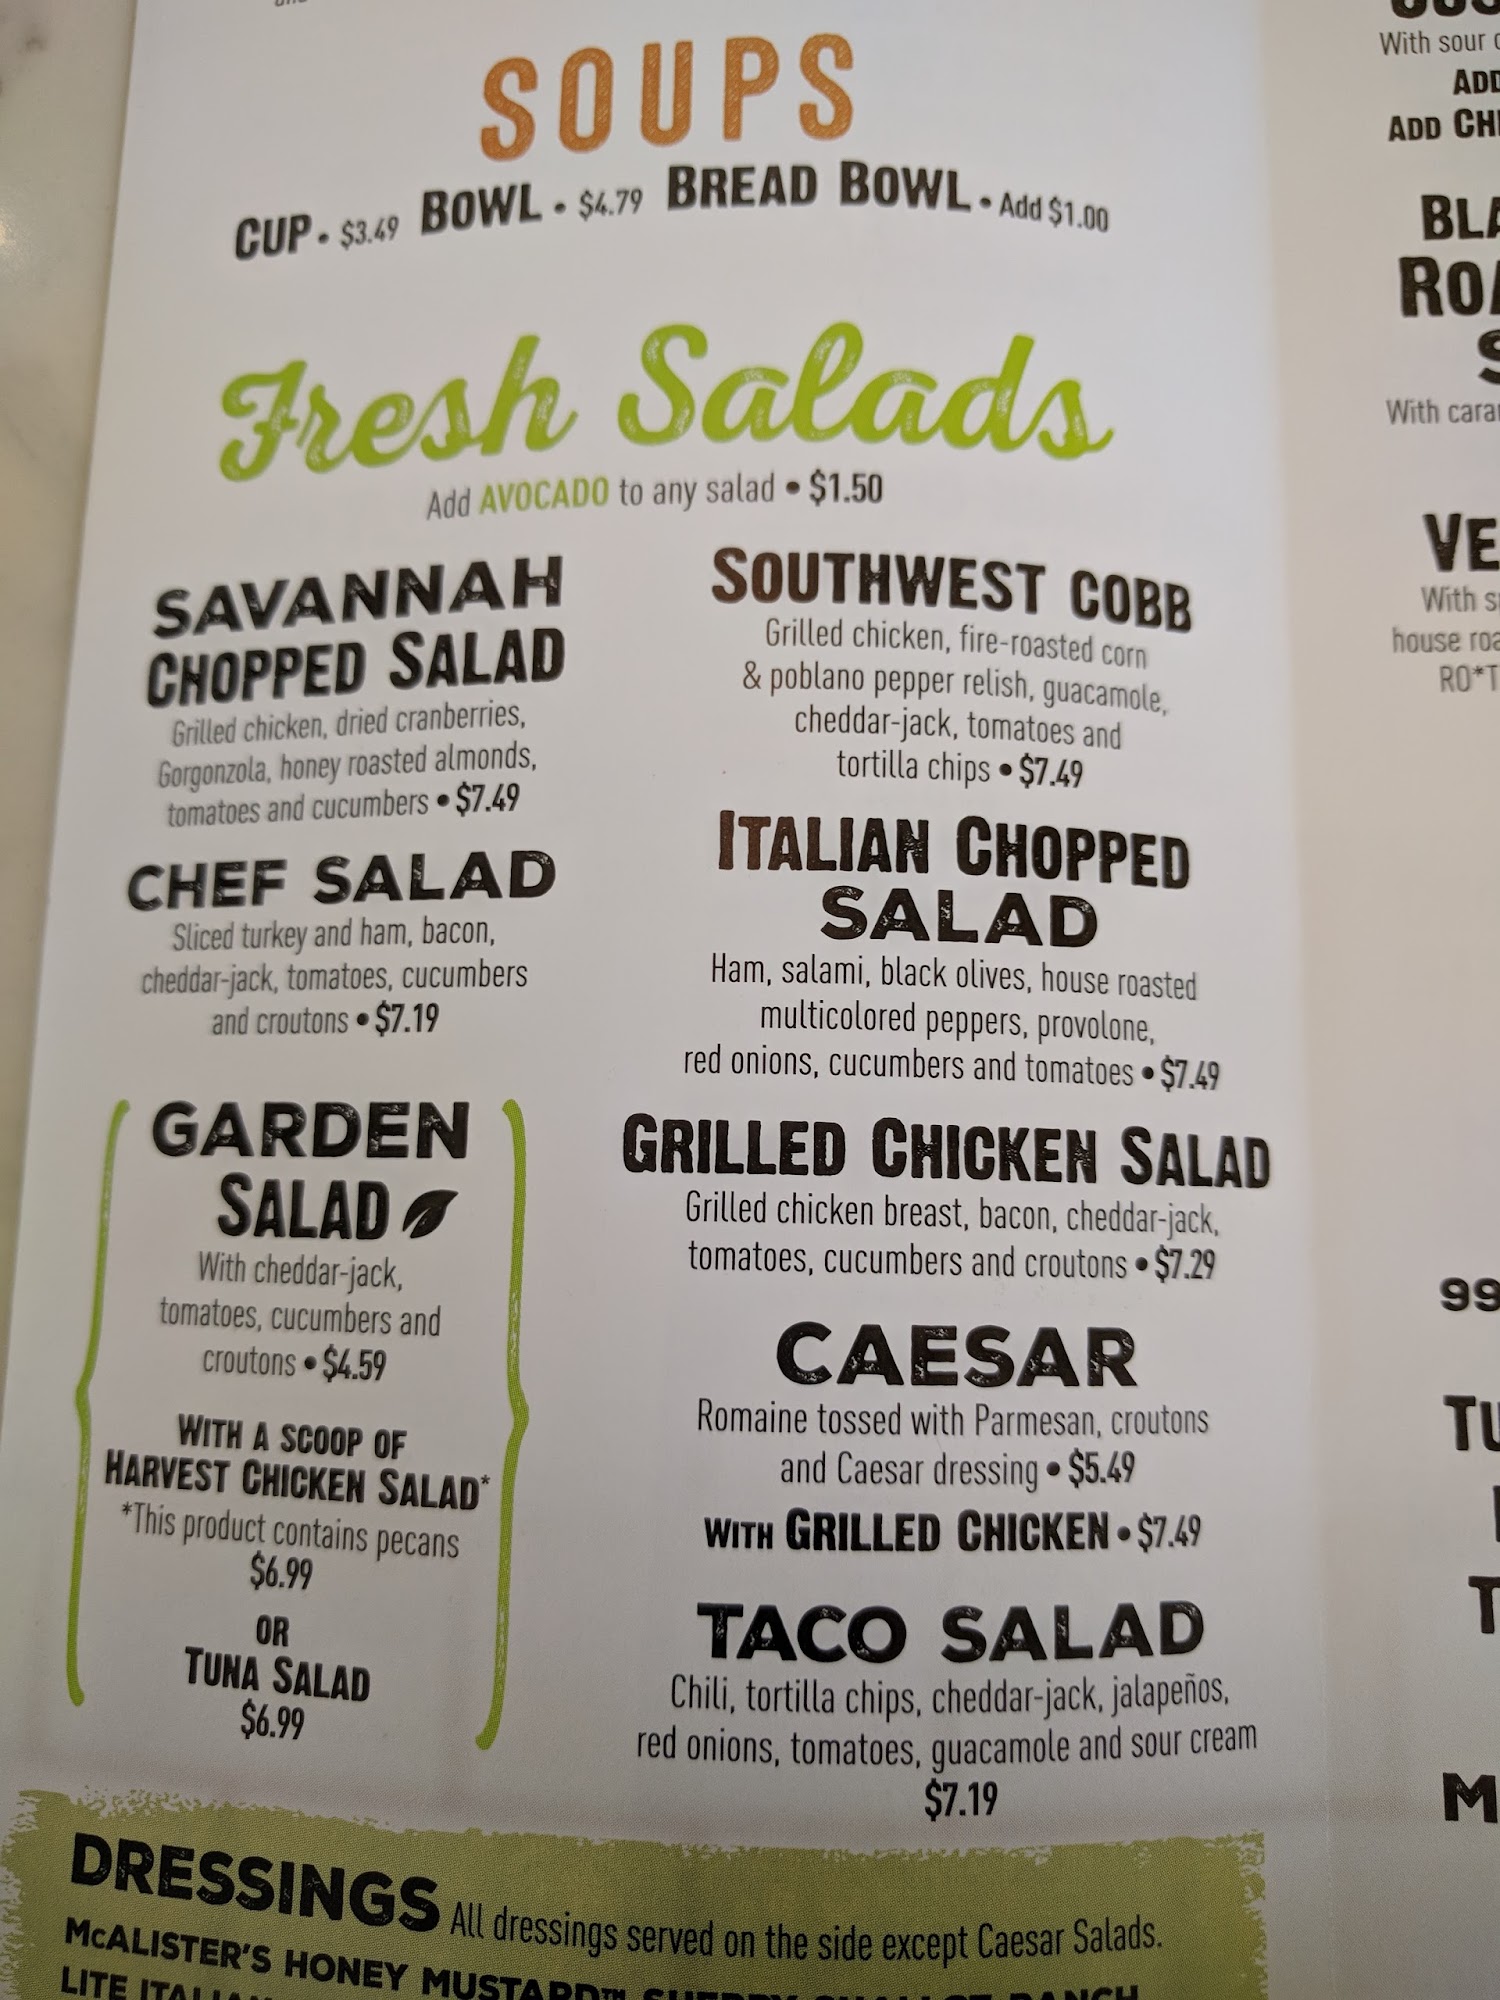 SOUPS
CUP • $3.49 BOWL • $4.79 BREAD BOWL • Add $1.00
Fresh Salads
Add AVOCADO to any salad • $1.50
SAVANNAH
CHOPPED SALAD
Grilled chicken, dried cranberries,
Gorgonzola, honey roasted almonds,
tomatoes and cucumbers • $7.49
CHEF SALAD
Sliced turkey and ham, bacon,
cheddar-jack, tomatoes, cucumbers
and croutons • $7.19
GARDEN
SALAD
With cheddar-jack,
tomatoes, cucumbers and
croutons • $4.59
WITH A SCOOP OF
HARVEST CHICKEN SALAD*
*This product contains pecans
$6.99
OR
TUNA SALAD
$6.99
SOUTHWEST COBB
Grilled chicken, fire-roasted corn
& poblano pepper relish, guacamole,
cheddar-jack, tomatoes and
tortilla chips • $7.49
ITALIAN CHOPPED
SALAD
Ham, salami, black olives, house roasted
multicolored peppers, provolone,
red onions, cucumbers and tomatoes • $7.49
GRILLED CHICKEN SALAD
Grilled chicken breast, bacon, cheddar-jack,
tomatoes, cucumbers and croutons • $7.29
CAESAR
Romaine tossed with Parmesan, croutons
and Caesar dressing • $5.49
WITH GRILLED CHICKEN • $7.49
TACO SALAD
Chili, tortilla chips, cheddar-jack, jalapeños,
red onions, tomatoes, guacamole and sour cream
$7.19
DRESSINGS All dressings served on the side except Caesar Salads.
McALISTER'S HONEY MUSTARD™ RANCH
LITE
With sour
ADD
ADD
With
house
99